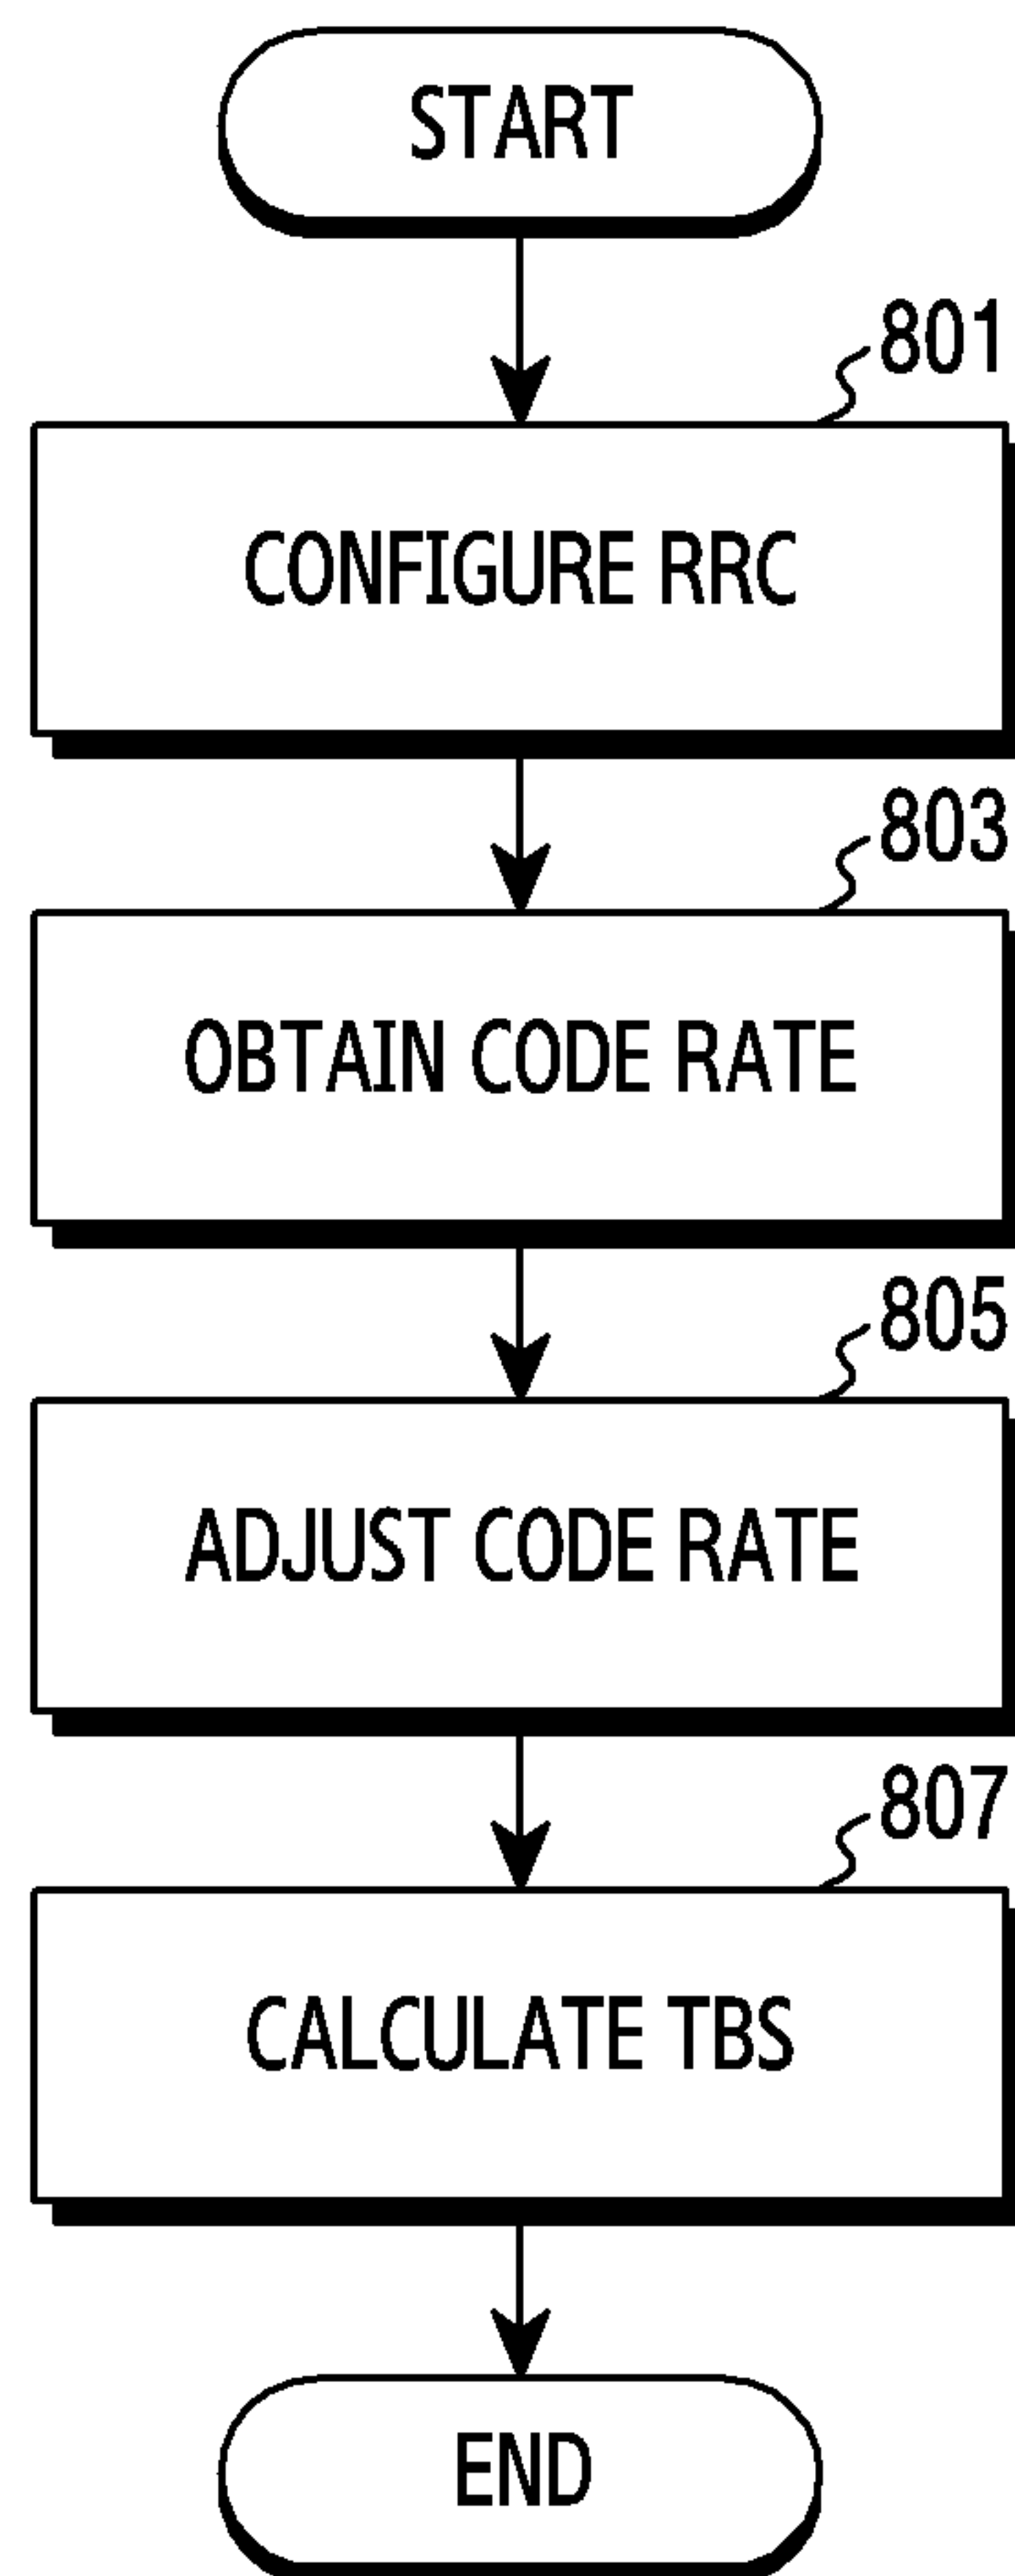 START
801
CONFIGURE RRC
803
OBTAIN CODE RATE
805
ADJUST CODE RATE
807
CALCULATE TBS
END